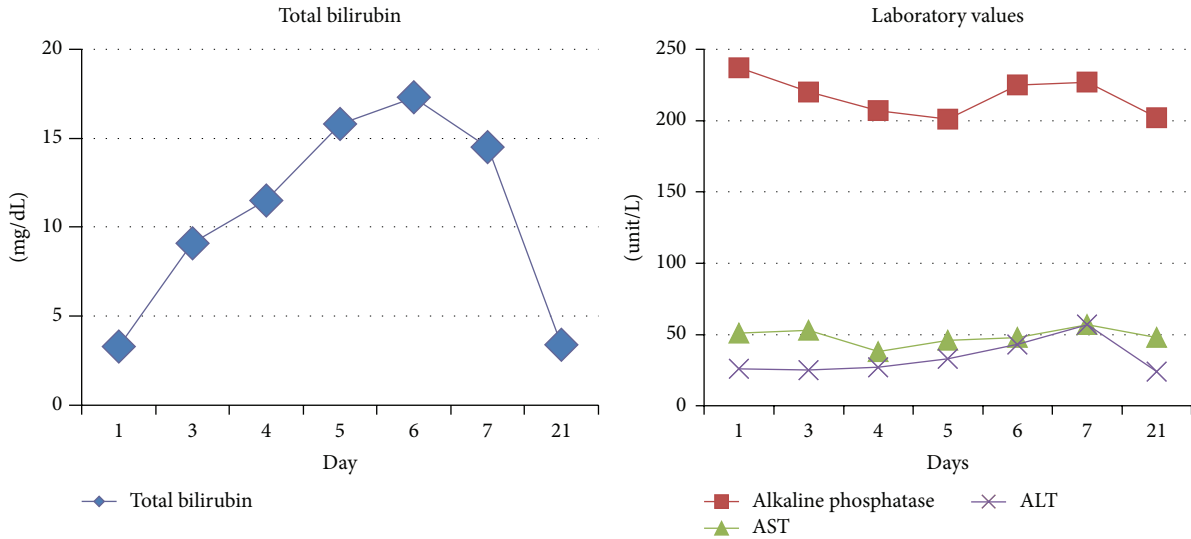 Total bilirubin
20
15
10
5
0
(mg/dL)
1 3 4 5 6 7 21
Day
Total bilirubin
Laboratory values
250
200
150
100
50
0
(unit/L)
1 3 4 5 6 7 21
Days
Alkaline phosphatase
AST
ALT